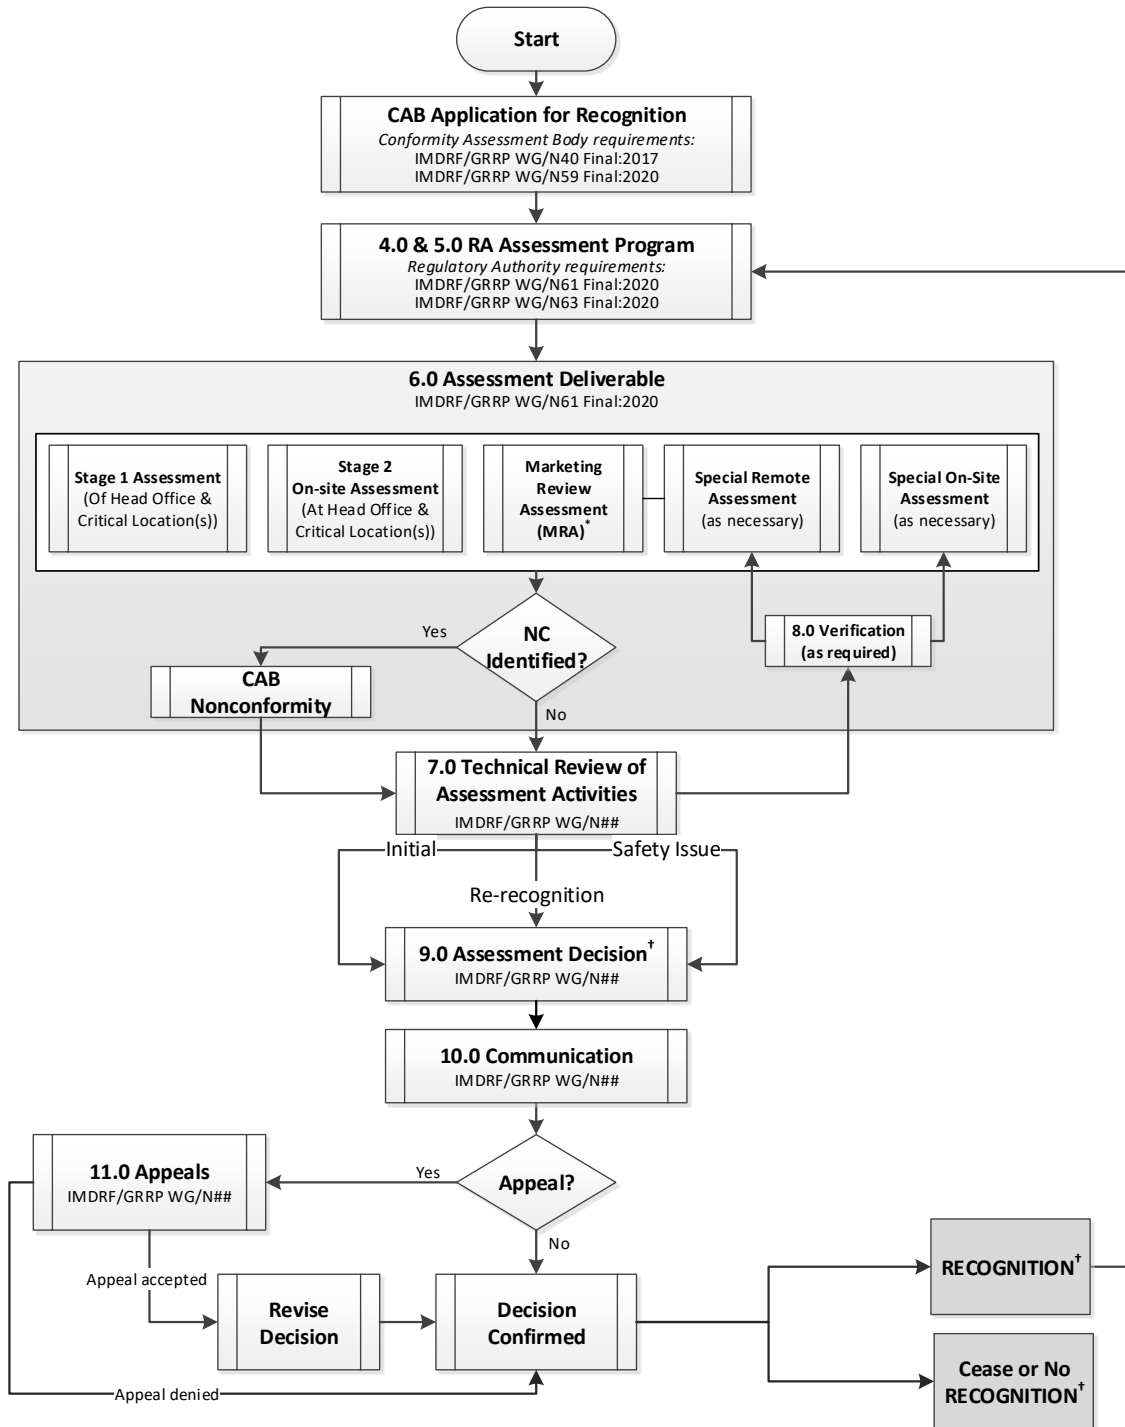 Start
CAB Application for Recognition
Conformity Assessment Body requirements:
IMDRF/GRRP WG/N40 Final:2017
IMDRF/GRRP WG/N59 Final:2020
4.0 & 5.0 RA Assessment Program
Regulatory Authority requirements:
IMDRF/GRRP WG/N61 Final:2020
IMDRF/GRRP WG/N63 Final:2020
6.0 Assessment Deliverable
IMDRF/GRRP WG/N61 Final:2020
Stage 1 Assessment
(Of Head Office &
Critical Location(s))
Stage 2
On-site Assessment
(At Head Office &
Critical Location(s))
Marketing
Review
Assessment
(MRA)*
Special Remote
Assessment
(as necessary)
Special On-Site
Assessment
(as necessary)
NC
Identified?
Yes
No
8.0 Verification
(as required)
CAB
Nonconformity
7.0 Technical Review of
Assessment Activities
IMDRF/GRRP WG/N##
Initial
Safety Issue
Re-recognition
9.0 Assessment Decision†
IMDRF/GRRP WG/N##
10.0 Communication
IMDRF/GRRP WG/N##
Appeal?
Yes
No
11.0 Appeals
IMDRF/GRRP WG/N##
Appeal accepted
Revise
Decision
Decision
Confirmed
Appeal denied
RECOGNITION†
Cease or No
RECOGNITION†